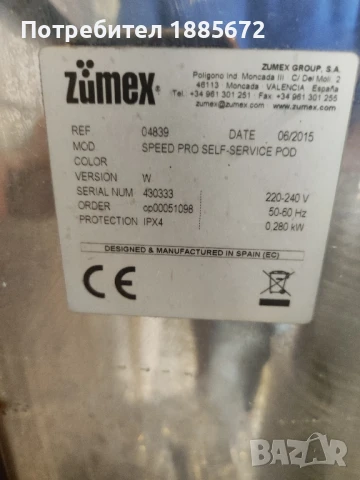 Потребител 1885672
zümex®
ZUMEX GROUP, S.A.
Polígono Ind. Moncada III C/ Del Molí, 2
46113 Moncada VALENCIA España
Tel. +34 961 301 251 Fax +34 961 301 255
zumex@zumex.com www.zumex.com
REF 04839 DATE 06/2015
MOD SPEED PRO SELF-SERVICE POD
COLOR
VERSION W
SERIAL NUM 430333 220-240 V
ORDER op00051098 50-60 Hz
PROTECTION IPX4 0,280 kW
DESIGNED & MANUFACTURED IN SPAIN (EC)
CE
BAZAR